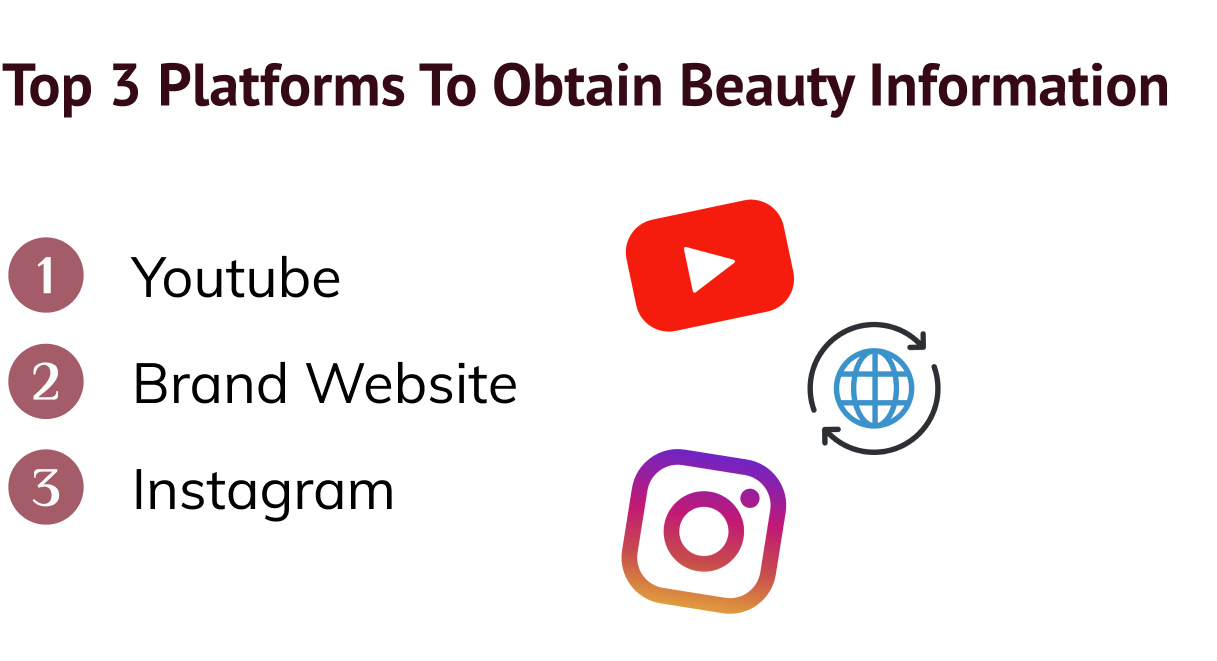 Top 3 Platforms To Obtain Beauty Information
1 Youtube
2 Brand Website
3 Instagram